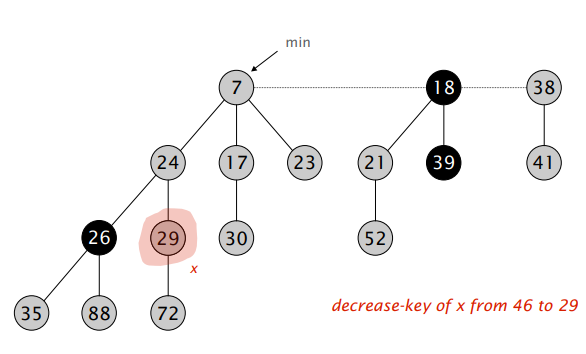 min
7 18 38
24 17 23 21 39 41
26 29 30 52
x
35 88 72
decrease-key of x from 46 to 29